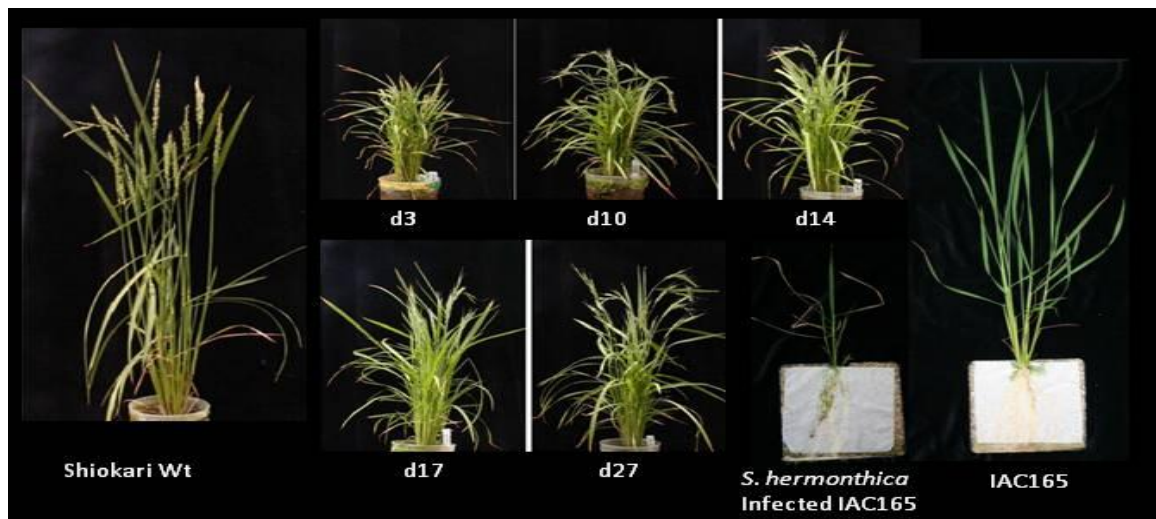 d3
d10
d14
Shiokari Wt
d17
d27
S. hermonthica
Infected IAC165
IAC165